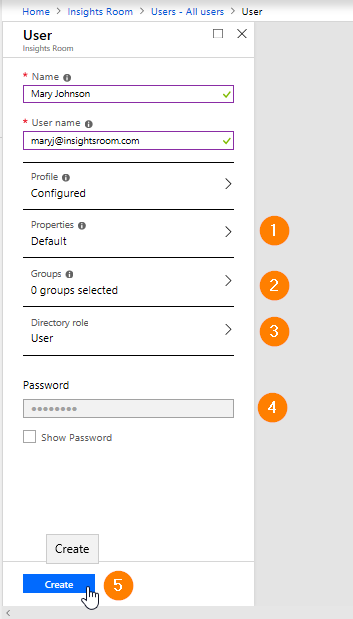 Home > Insights Room > Users - All users > User
User
Insights Room
* Name
Mary Johnson
* User name
maryj@insightsroom.com
Profile
Configured
Properties
Default
1
Groups
0 groups selected
2
Directory role
User
3
Password
4
Show Password
Create
Create
5